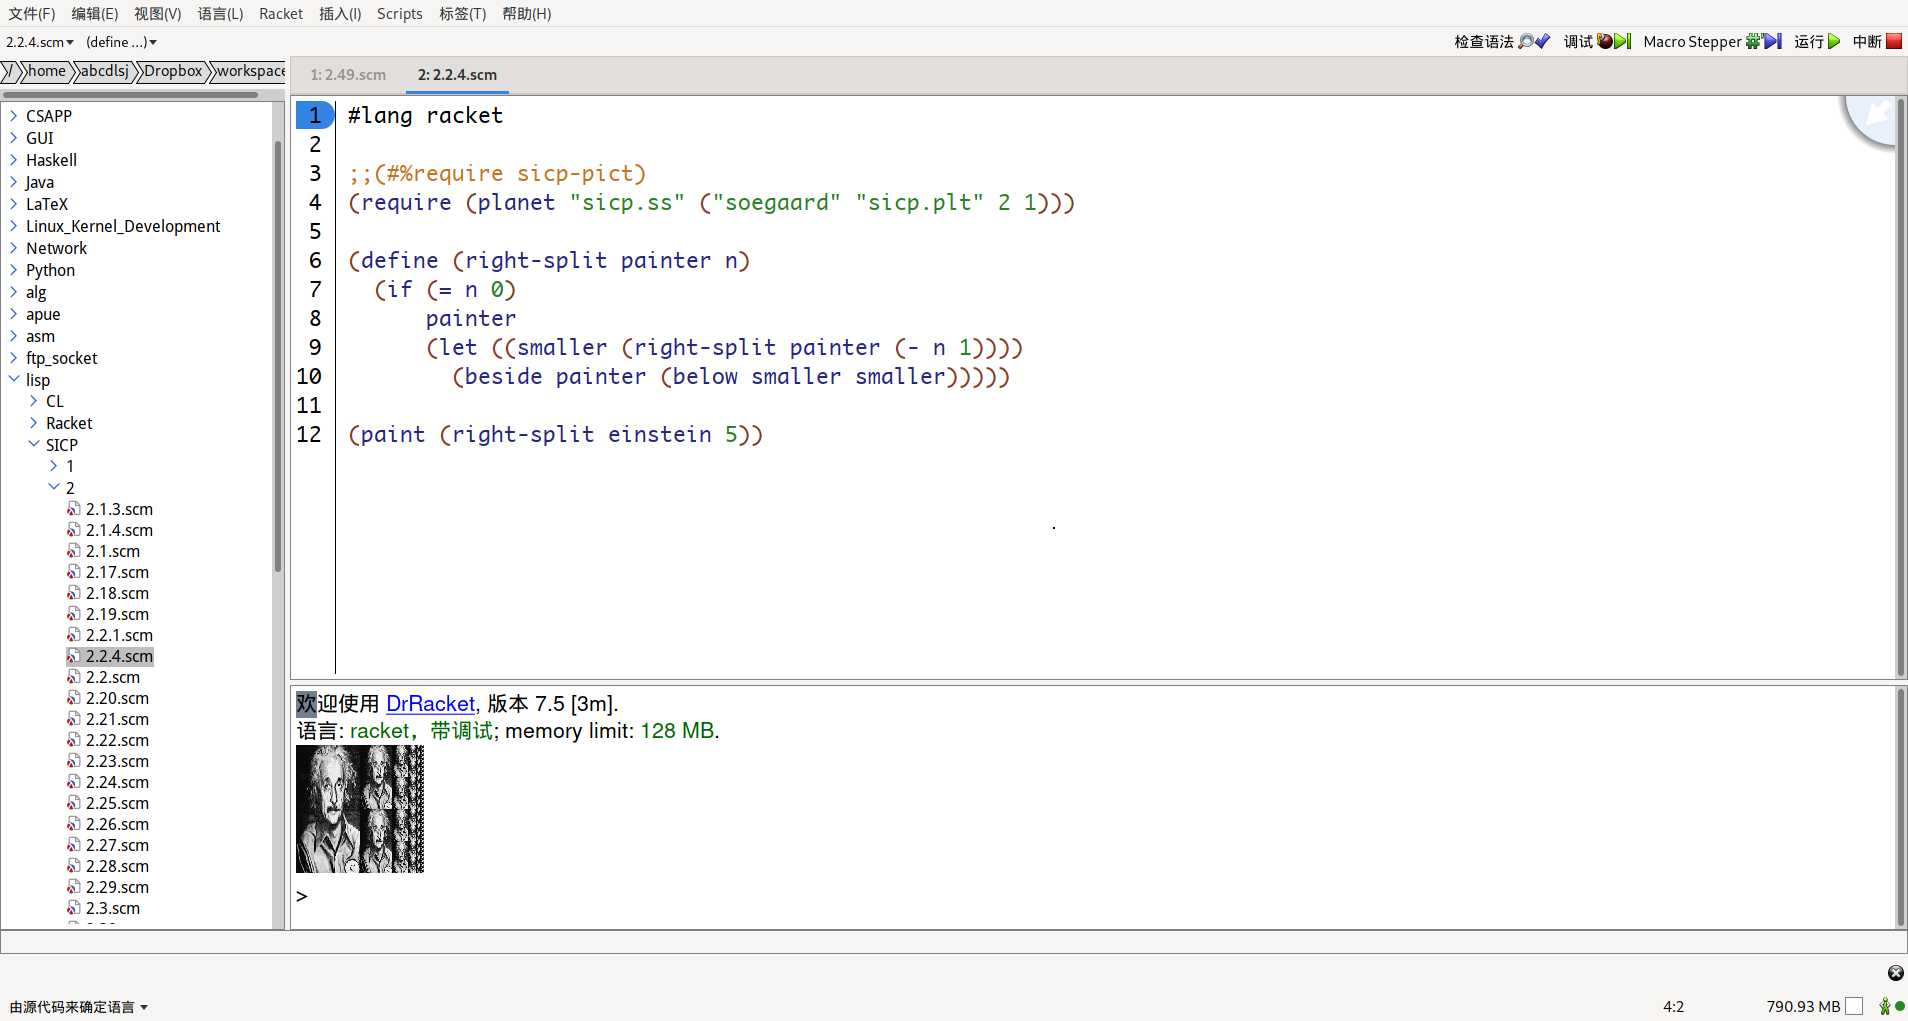 文件(F) 编辑(E) 视图(V) 语言(L) Racket 插入(I) Scripts 标签(T) 帮助(H)
2.2.4.scm (define ...) 检查语法 调试 Macro Stepper 运行 中断
/ home abcdlsj Dropbox workspace
1: 2.49.scm 2: 2.2.4.scm
CSAPP
GUI
Haskell
Java
LaTeX
Linux_Kernel_Development
Network
Python
alg
apue
asm
ftp_socket
lisp
CL
Racket
SICP
1
2
2.1.3.scm
2.1.4.scm
2.1.scm
2.17.scm
2.18.scm
2.19.scm
2.2.1.scm
2.2.4.scm
2.2.scm
2.20.scm
2.21.scm
2.22.scm
2.23.scm
2.24.scm
2.25.scm
2.26.scm
2.27.scm
2.28.scm
2.29.scm
2.3.scm
1 #lang racket
2
3 ;;(#%require sicp-pict)
4 (require (planet "sicp.ss" ("soegaard" "sicp.plt" 2 1)))
5
6 (define (right-split painter n)
7 (if (= n 0)
8 painter
9 (let ((smaller (right-split painter (- n 1))))
10 (beside painter (below smaller smaller)))))
11
12 (paint (right-split einstein 5))
欢迎使用 DrRacket, 版本 7.5 [3m].
语言: racket，带调试; memory limit: 128 MB.
>
由源代码来确定语言 4:2 790.93 MB